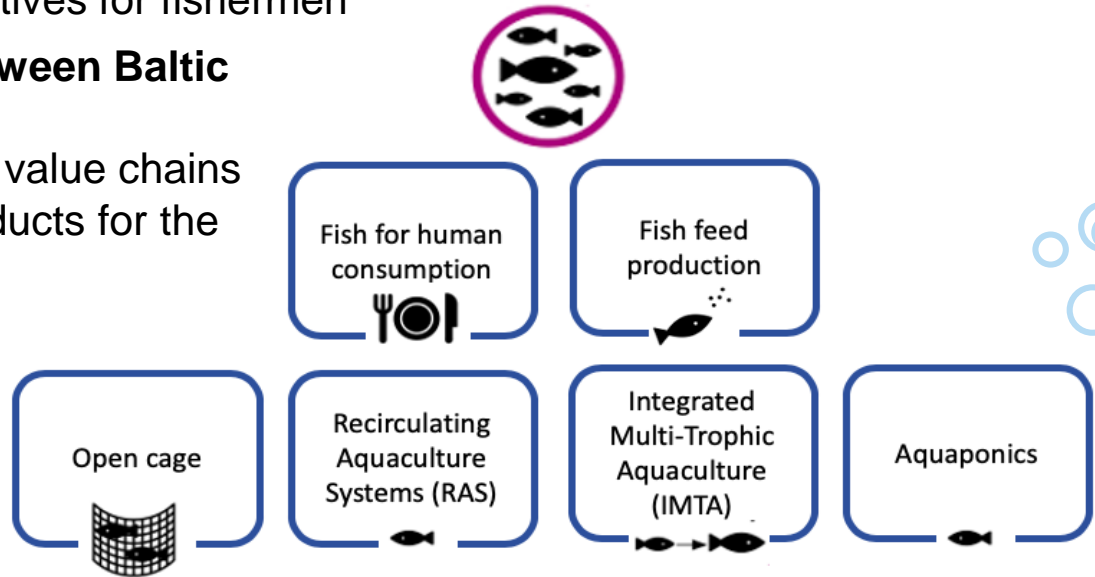 tives for fishermen
ween Baltic
value chains
ducts for the
Fish for human
consumption
Fish feed
production
Open cage
Recirculating
Aquaculture
Systems (RAS)
Integrated
Multi-Trophic
Aquaculture
(IMTA)
Aquaponics